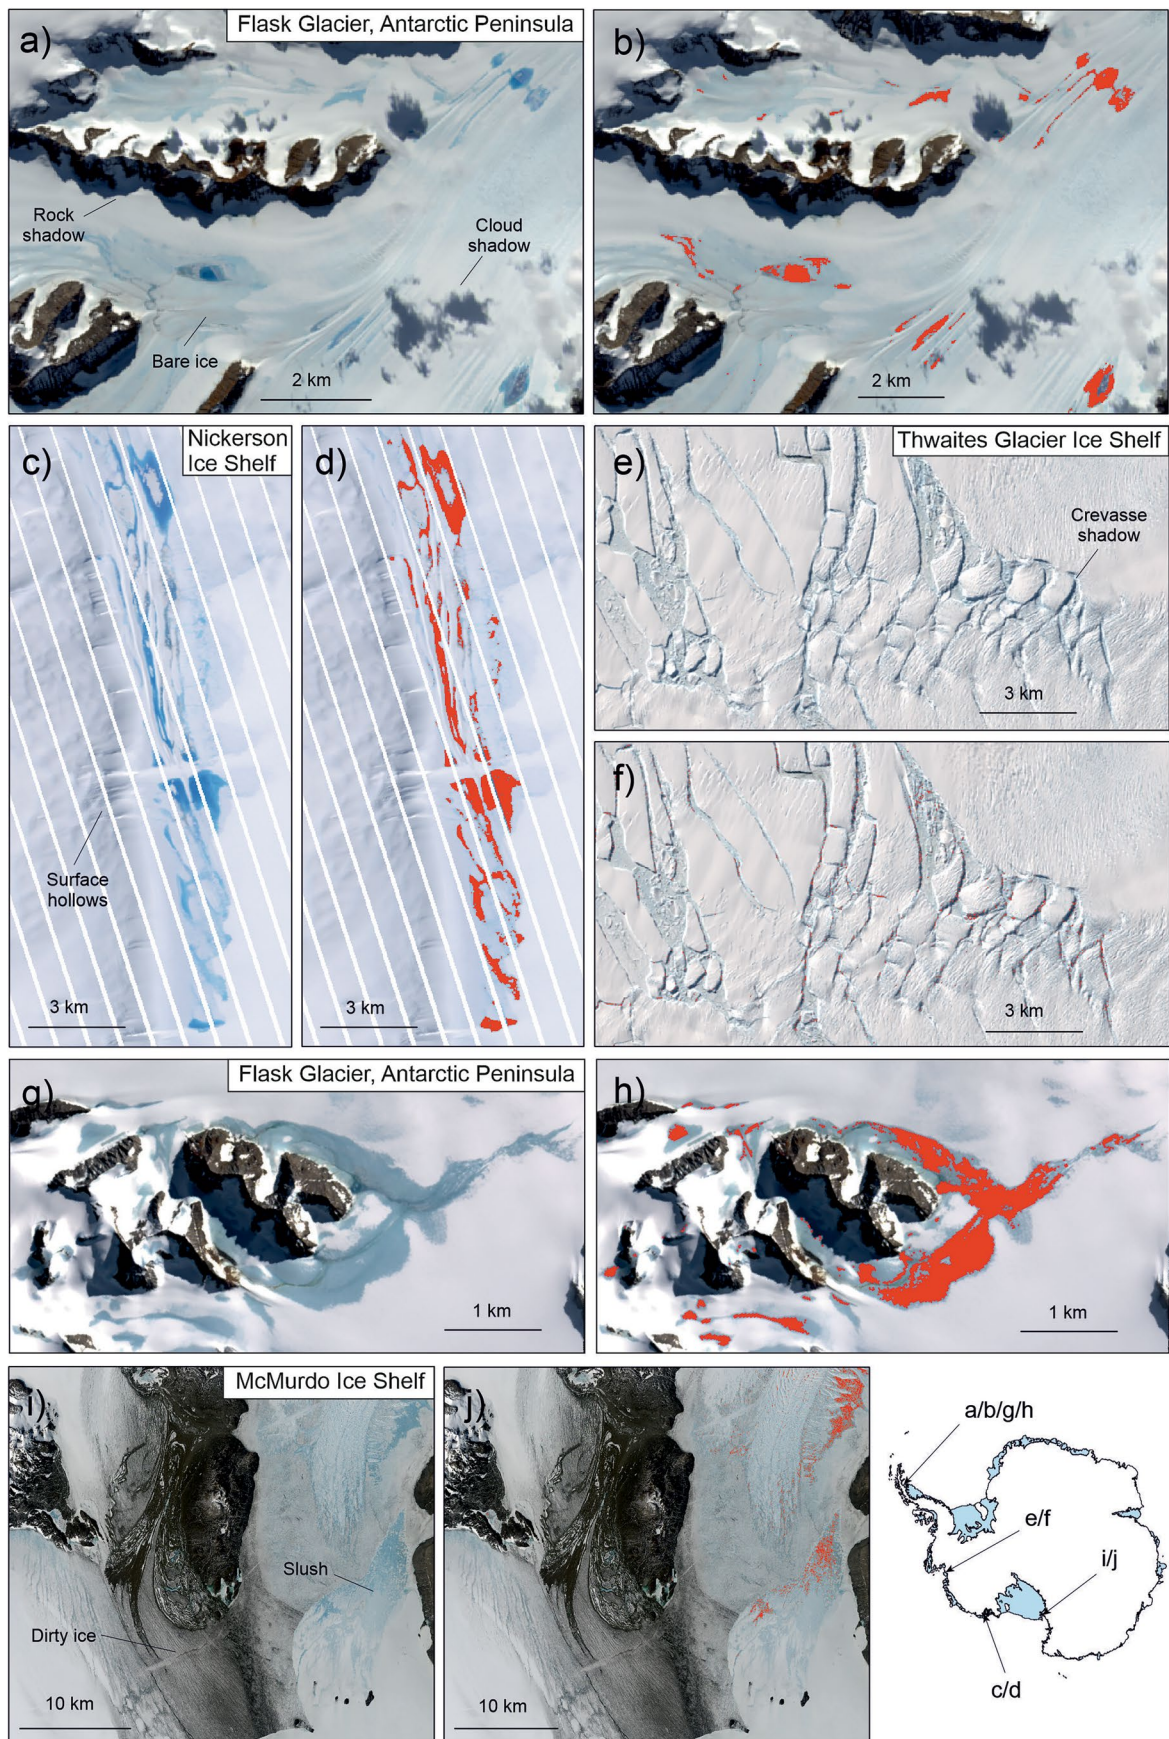 a)
Flask Glacier, Antarctic Peninsula
b)
Rock
shadow
Cloud
shadow
Bare ice
2 km
2 km
c)
Nickerson
Ice Shelf
d)
e)
Thwaites Glacier Ice Shelf
Crevasse
shadow
3 km
f)
Surface
hollows
3 km
3 km
3 km
g)
Flask Glacier, Antarctic Peninsula
h)
1 km
1 km
i)
McMurdo Ice Shelf
j)
a/b/g/h
e/f
i/j
Slush
Dirty ice
c/d
10 km
10 km